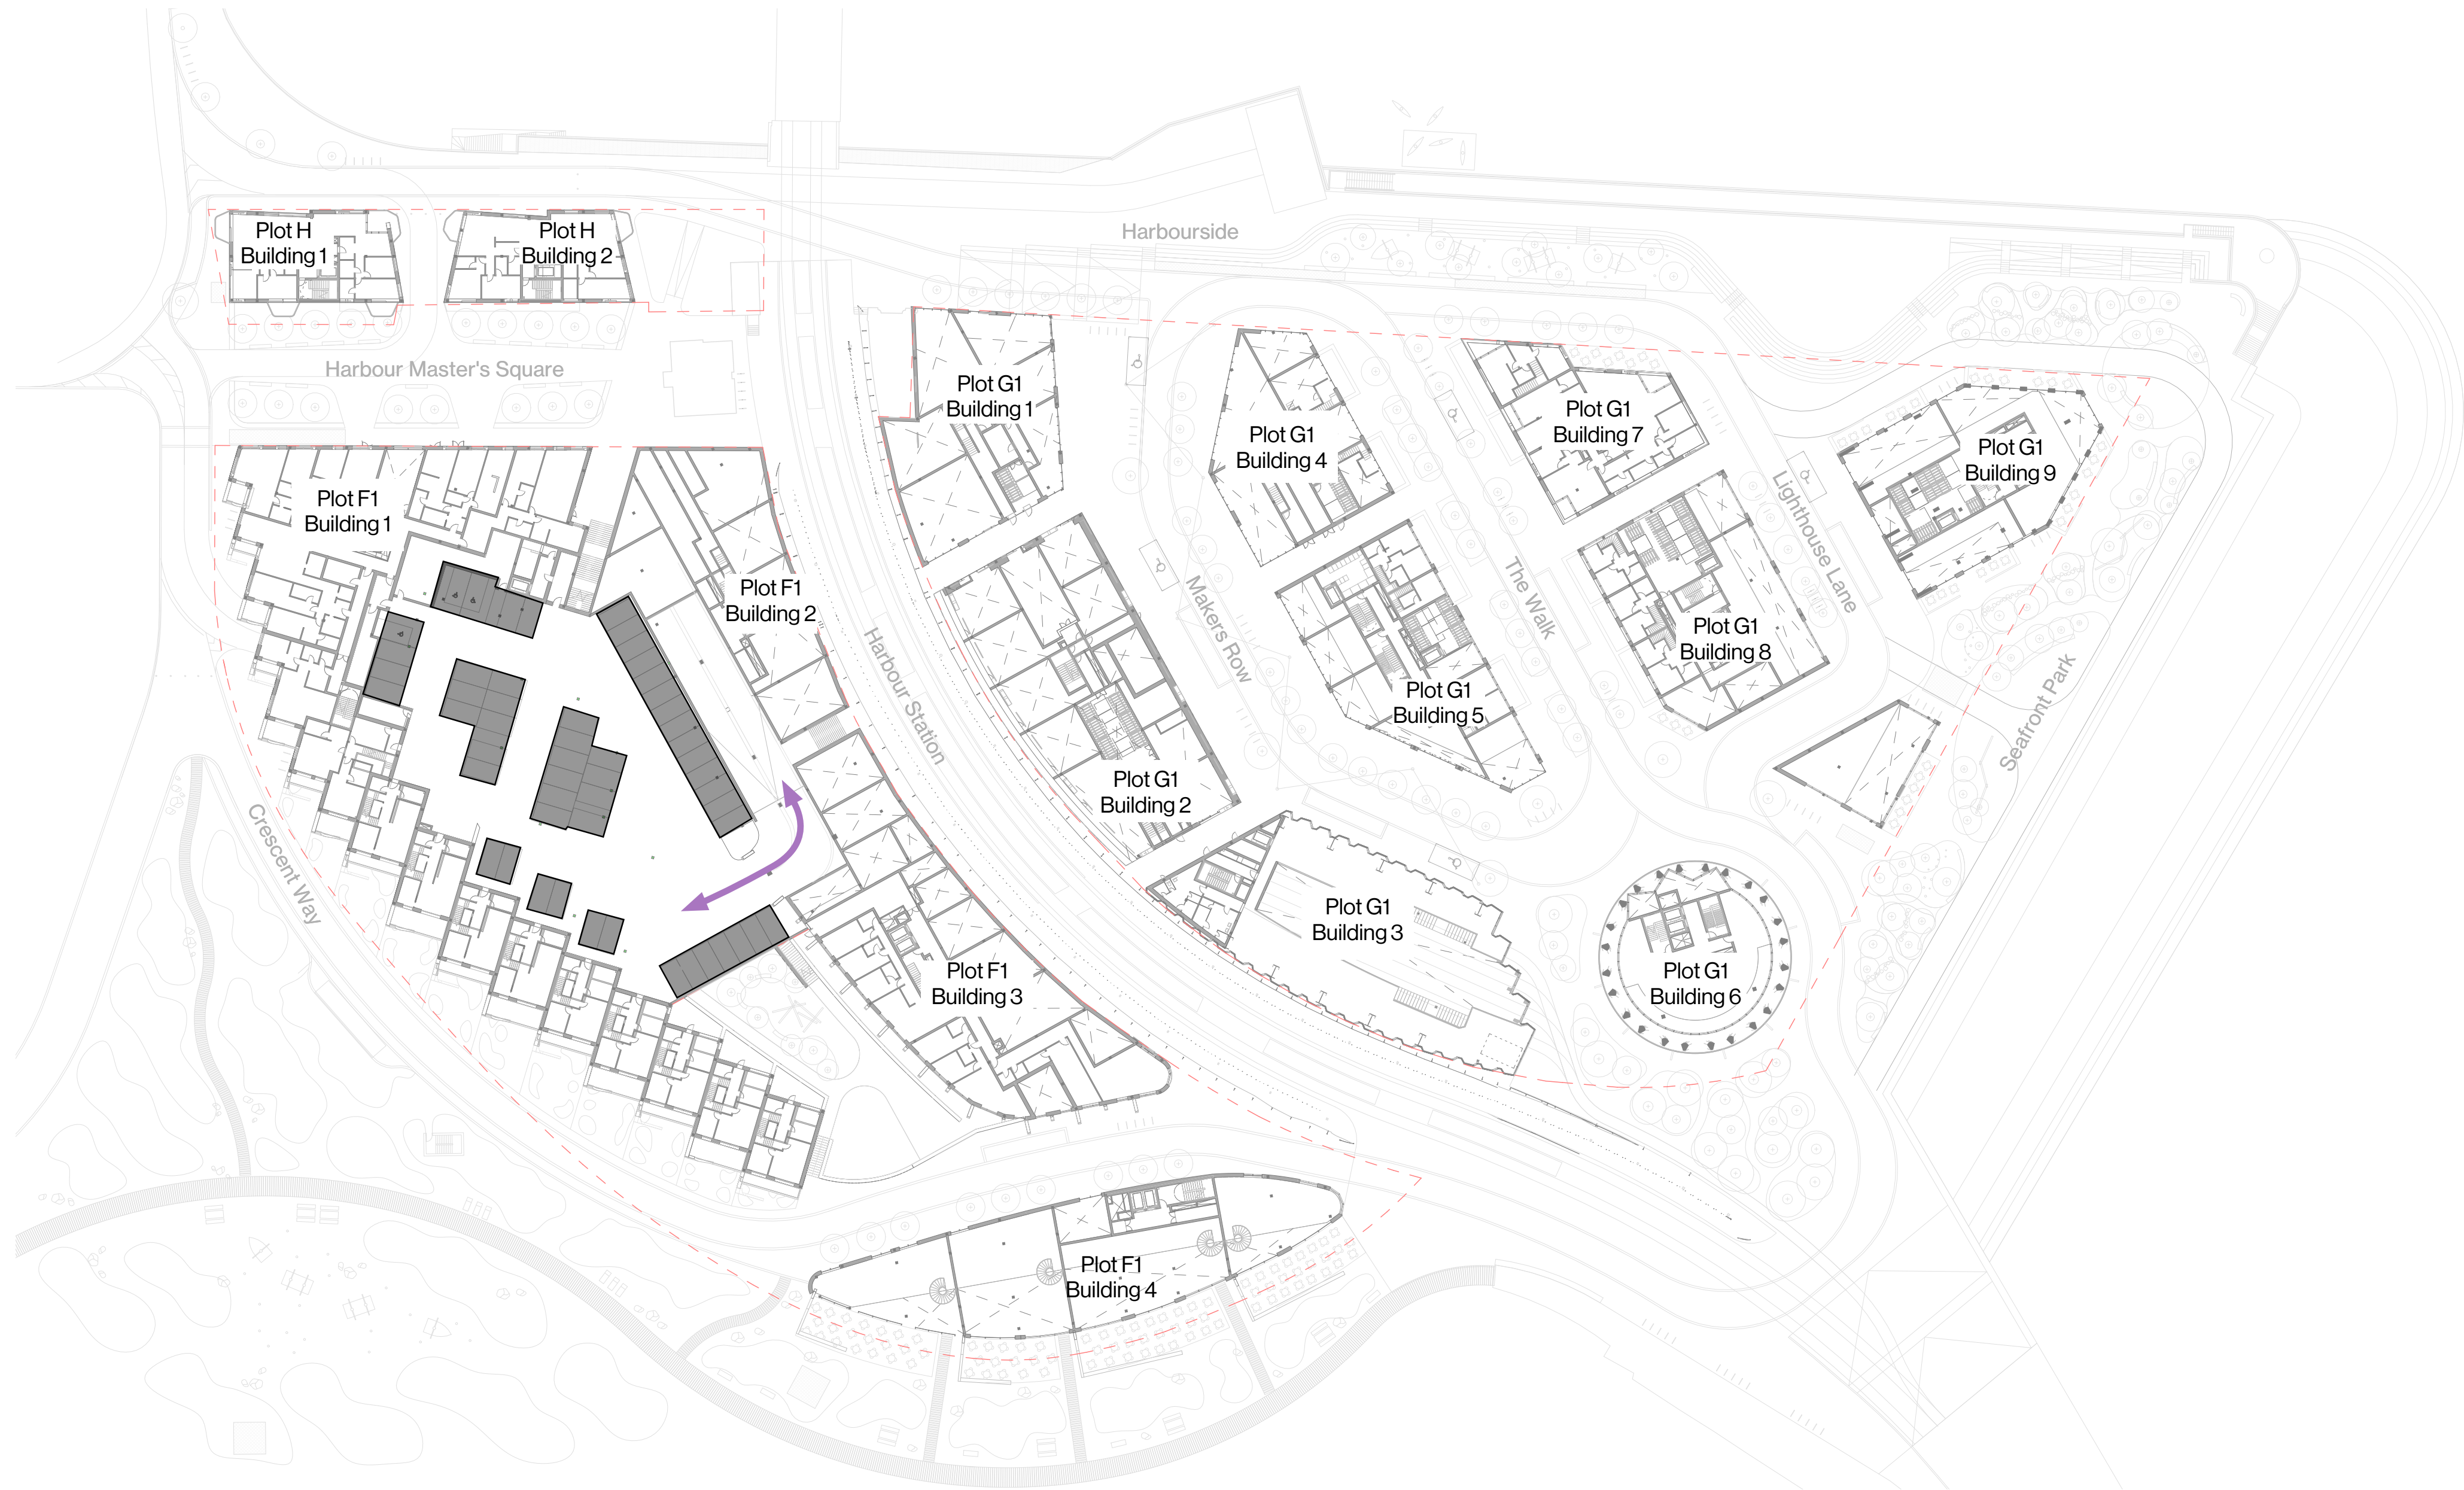 Plot H
Building 1
Plot H
Building 2
Harbourside
Harbour Master's Square
Plot G1
Building 1
Plot G1
Building 4
Plot G1
Building 7
Plot G1
Building 9
Plot F1
Building 1
Plot F1
Building 2
Harbour Station
Makers Row
The Walk
Lighthouse Lane
Plot G1
Building 8
Plot G1
Building 5
Seafront Park
Plot G1
Building 2
Crescent Way
Plot G1
Building 3
Plot F1
Building 3
Plot G1
Building 6
Plot F1
Building 4